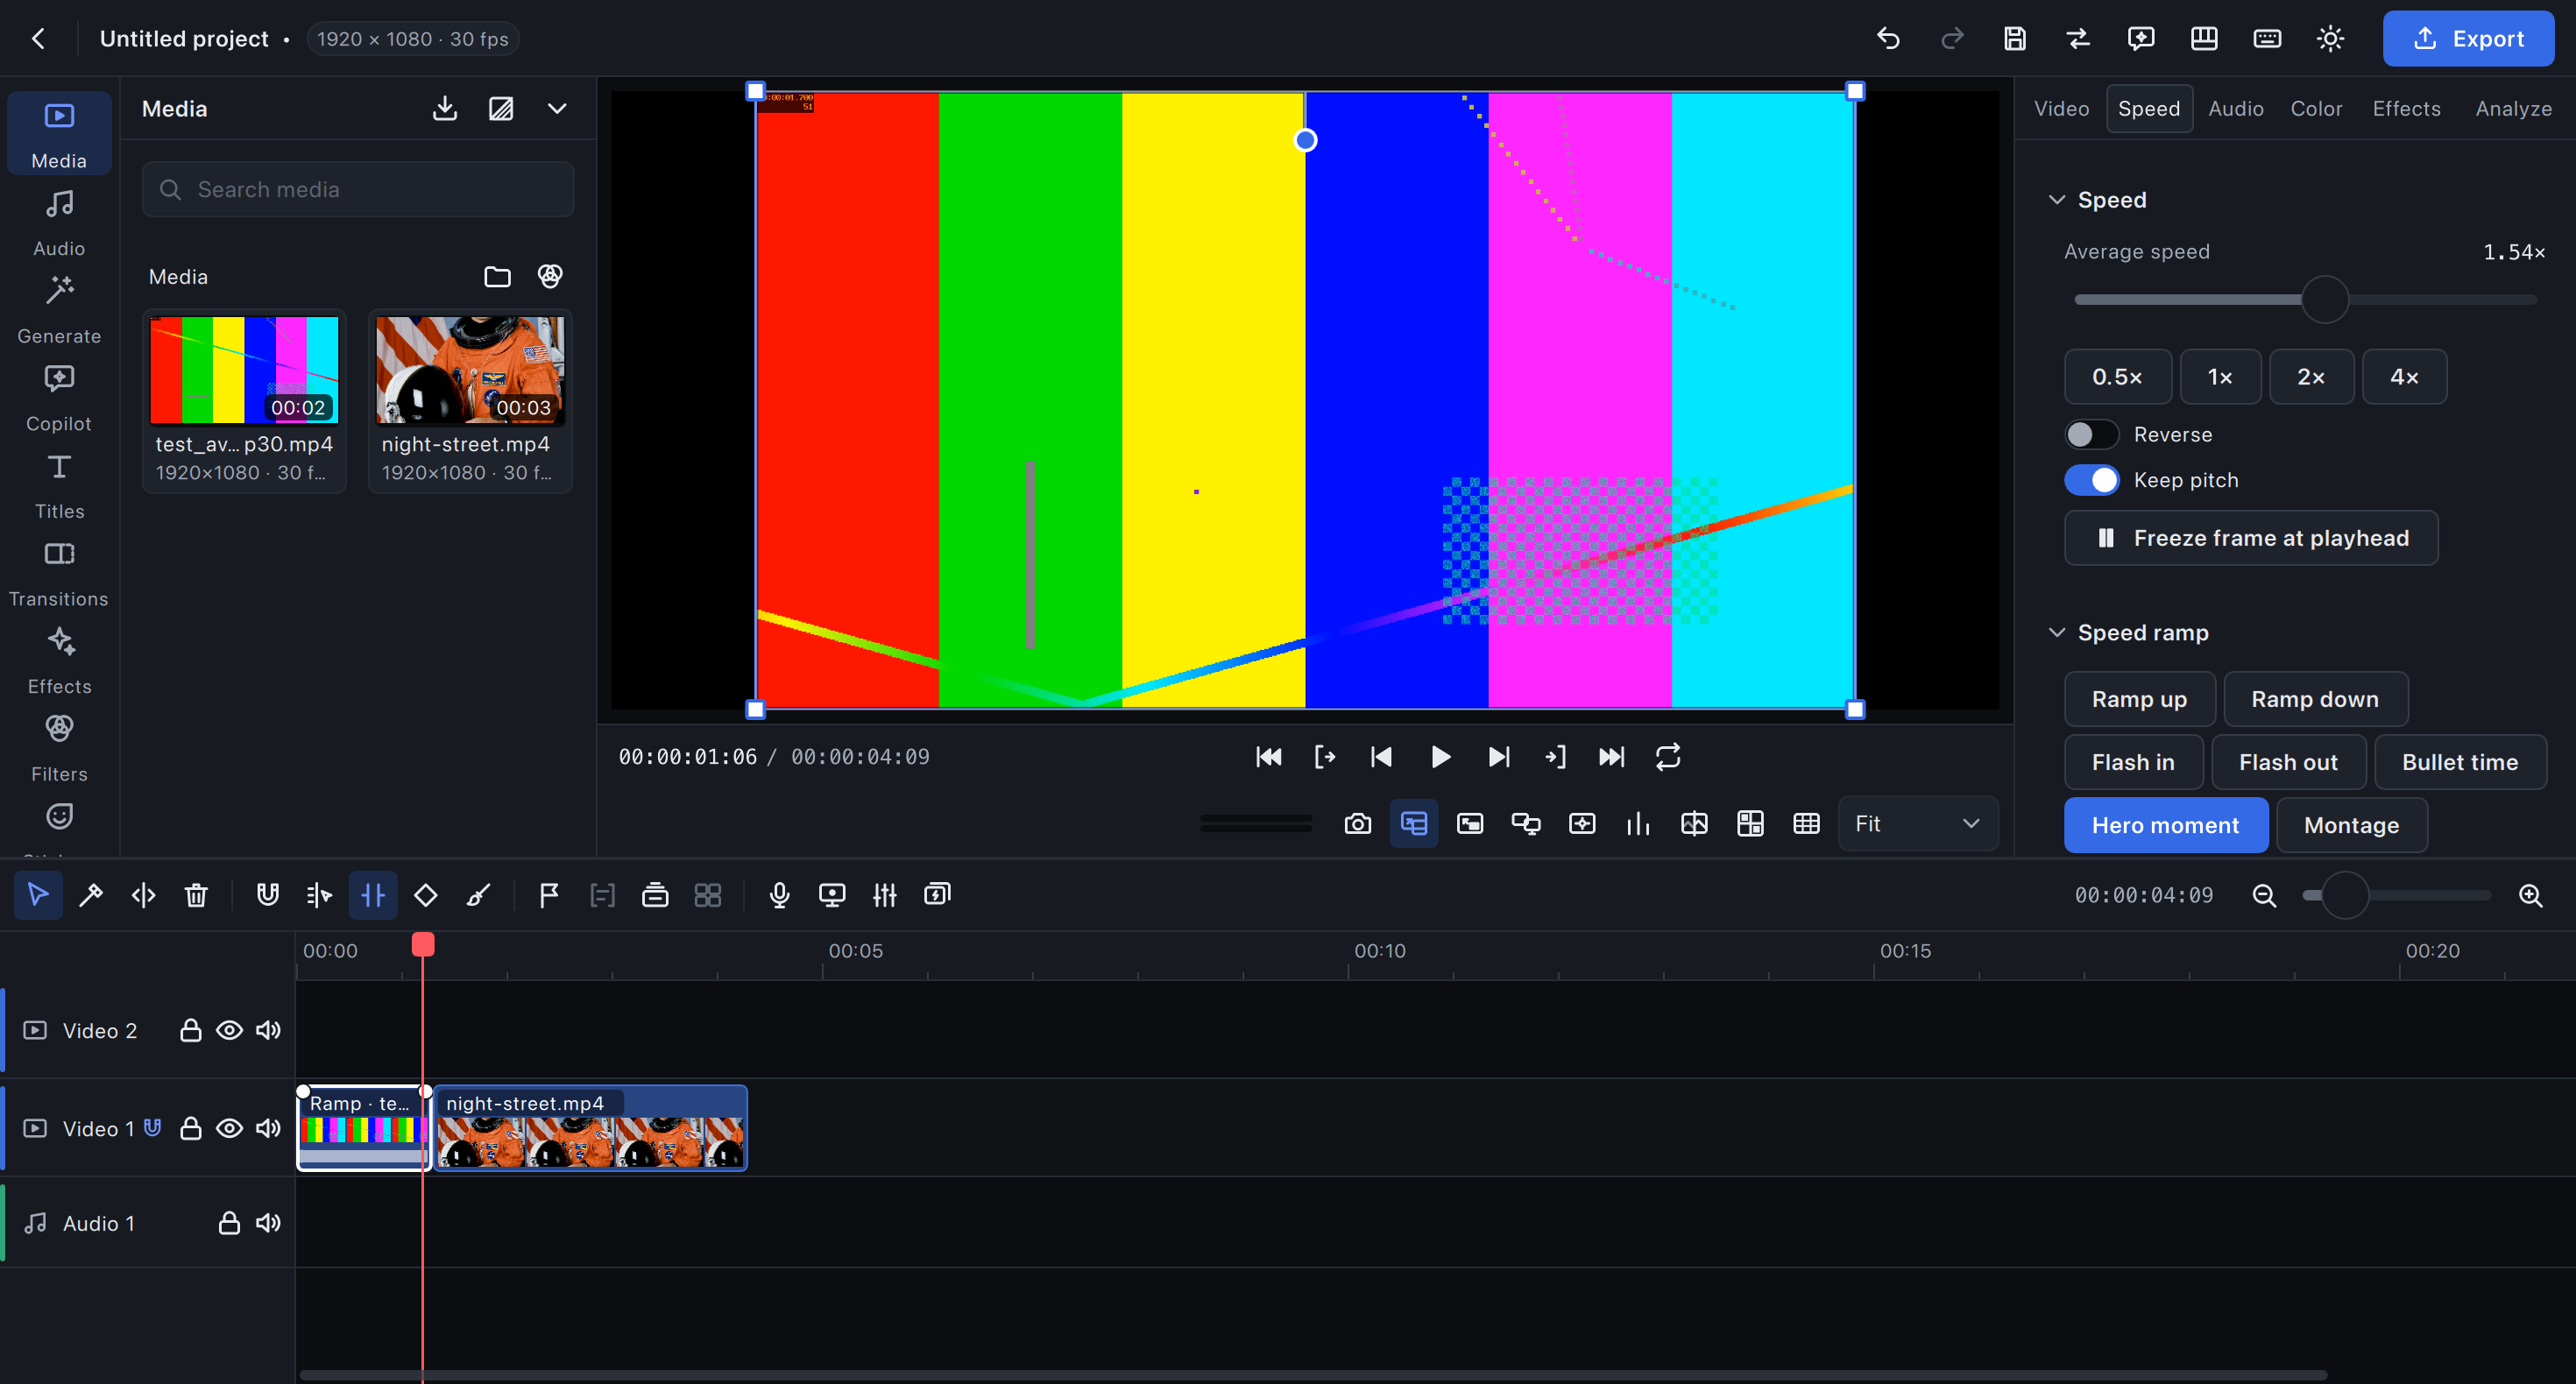 Untitled project • 1920 × 1080 · 30 fps
Export
Media
Audio
Generate
Copilot
Titles
Transitions
Effects
Filters
Media
Search media
Media
00:02
test_av... p30.mp4
1920×1080 · 30 f...
00:03
night-street.mp4
1920×1080 · 30 f...
:00:01.700
51
00:00:01:06 / 00:00:04:09
Fit
Video Speed Audio Color Effects Analyze
Speed
Average speed 1.54×
0.5× 1× 2× 4×
Reverse
Keep pitch
Freeze frame at playhead
Speed ramp
Ramp up Ramp down
Flash in Flash out Bullet time
Hero moment Montage
00:00:04:09
00:00 00:05 00:10 00:15 00:20
Video 2
Video 1
Ramp · te...
night-street.mp4
Audio 1